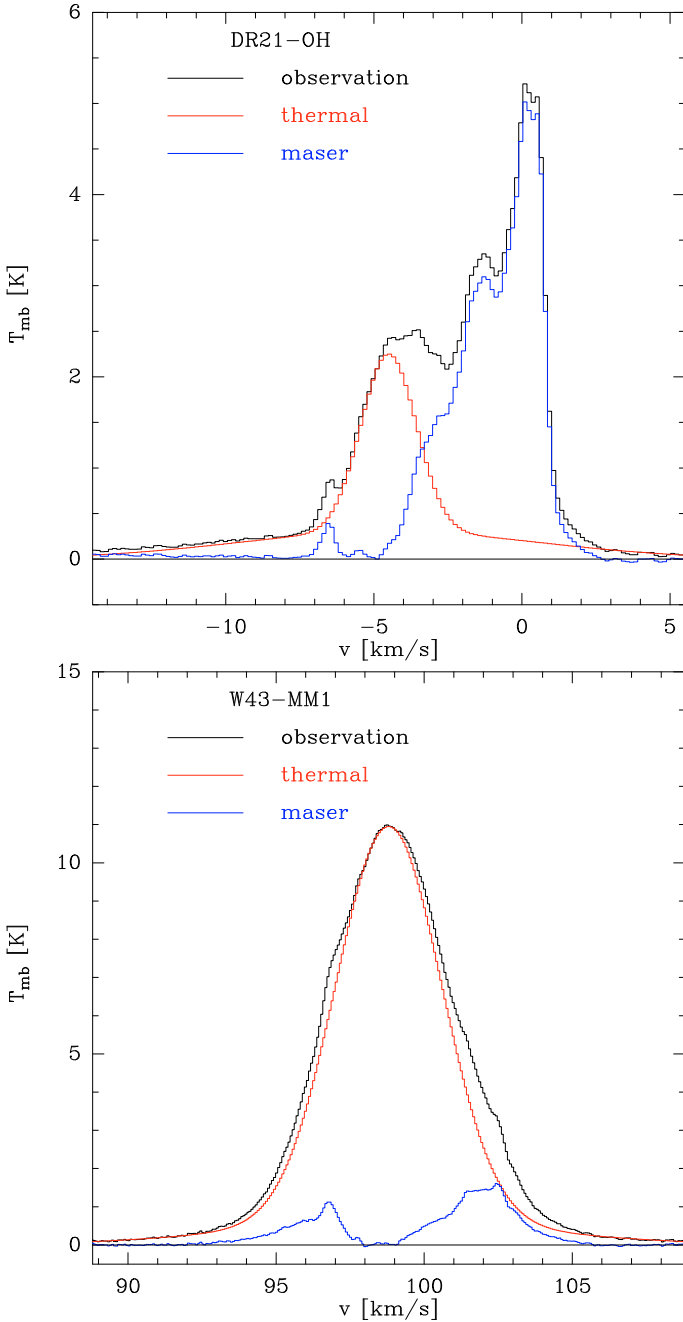 6
DR21-OH
observation
thermal
maser
4
T_mb [K]
2
0
-10 -5 0 5
v [km/s]
15
W43-MM1
observation
thermal
maser
10
T_mb [K]
5
0
90 95 100 105
v [km/s]